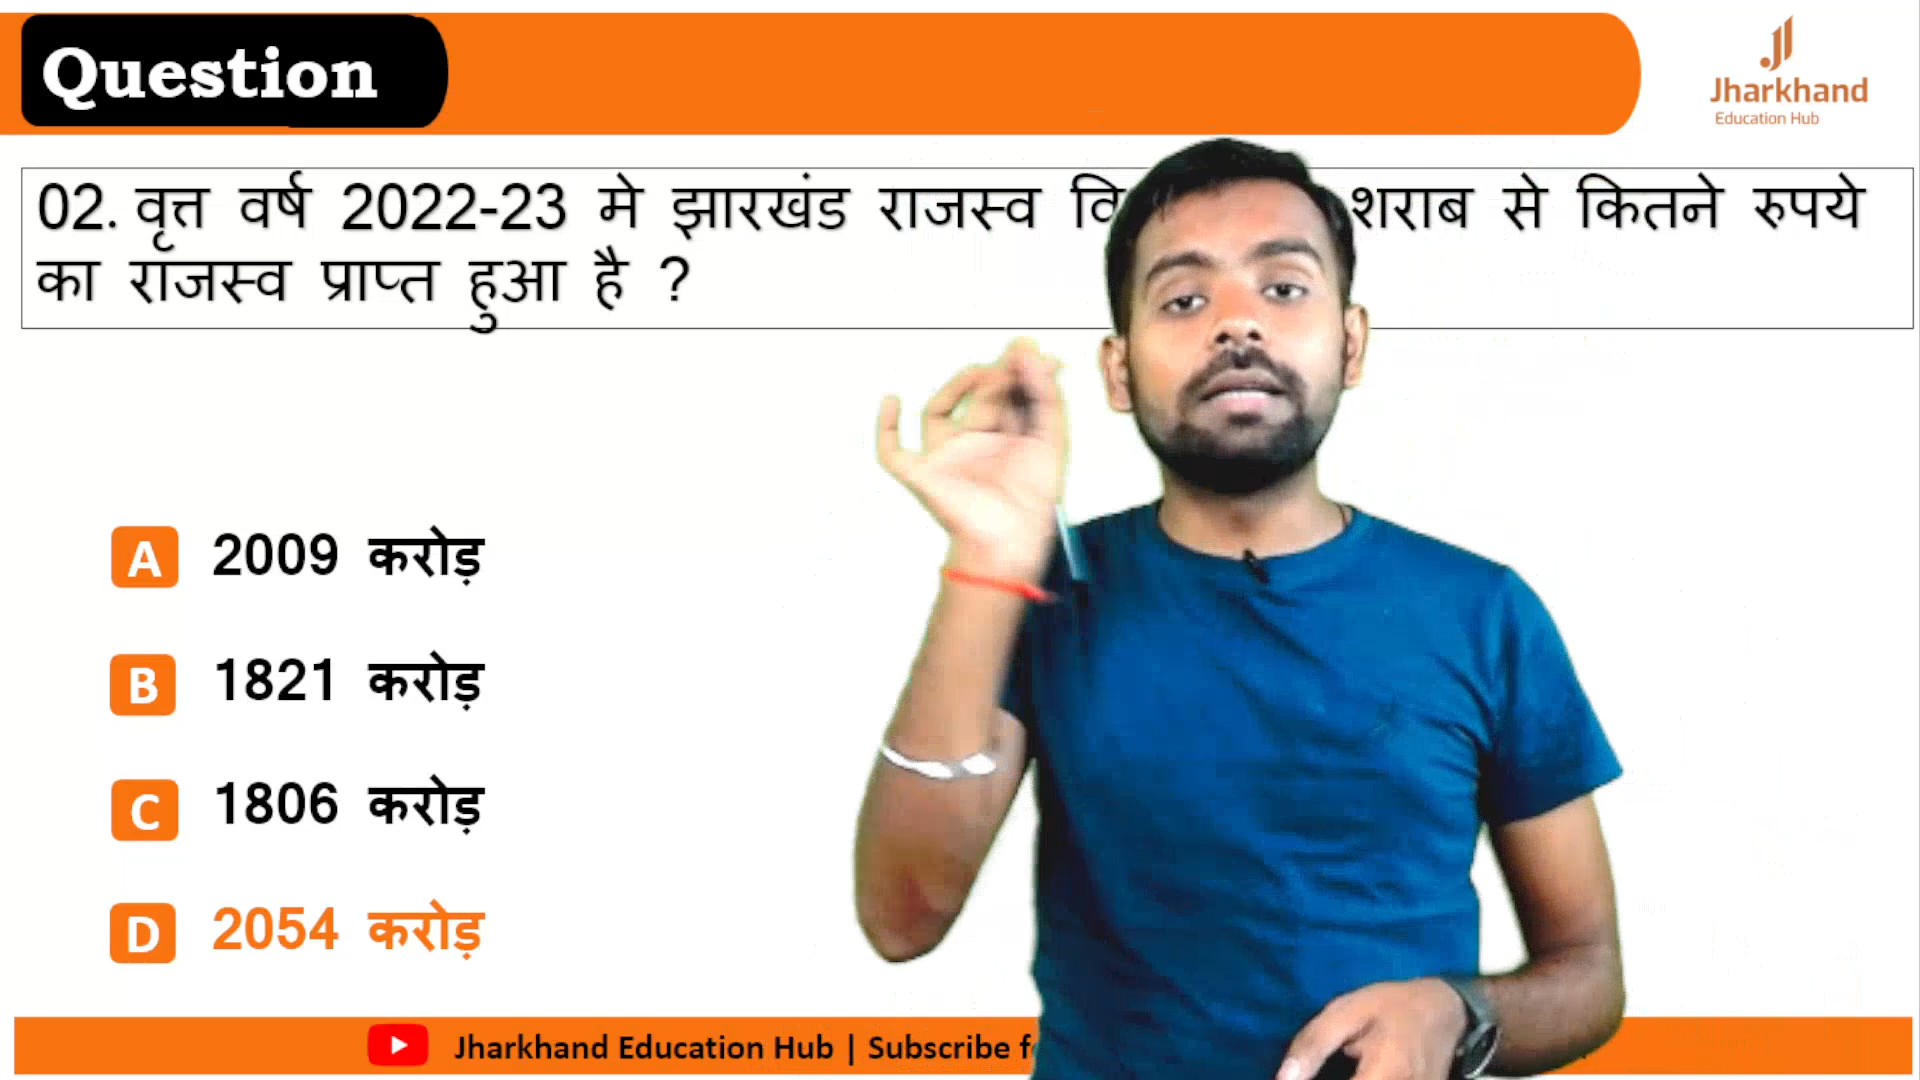 Question
Jharkhand
Education Hub
02. वृत्त वर्ष 2022-23 मे झारखंड राजस्व शराब से कितने रुपये
का राजस्व प्राप्त हुआ है ?
A 2009 करोड़
B 1821 करोड़
C 1806 करोड़
D 2054 करोड़
Jharkhand Education Hub | Subscribe